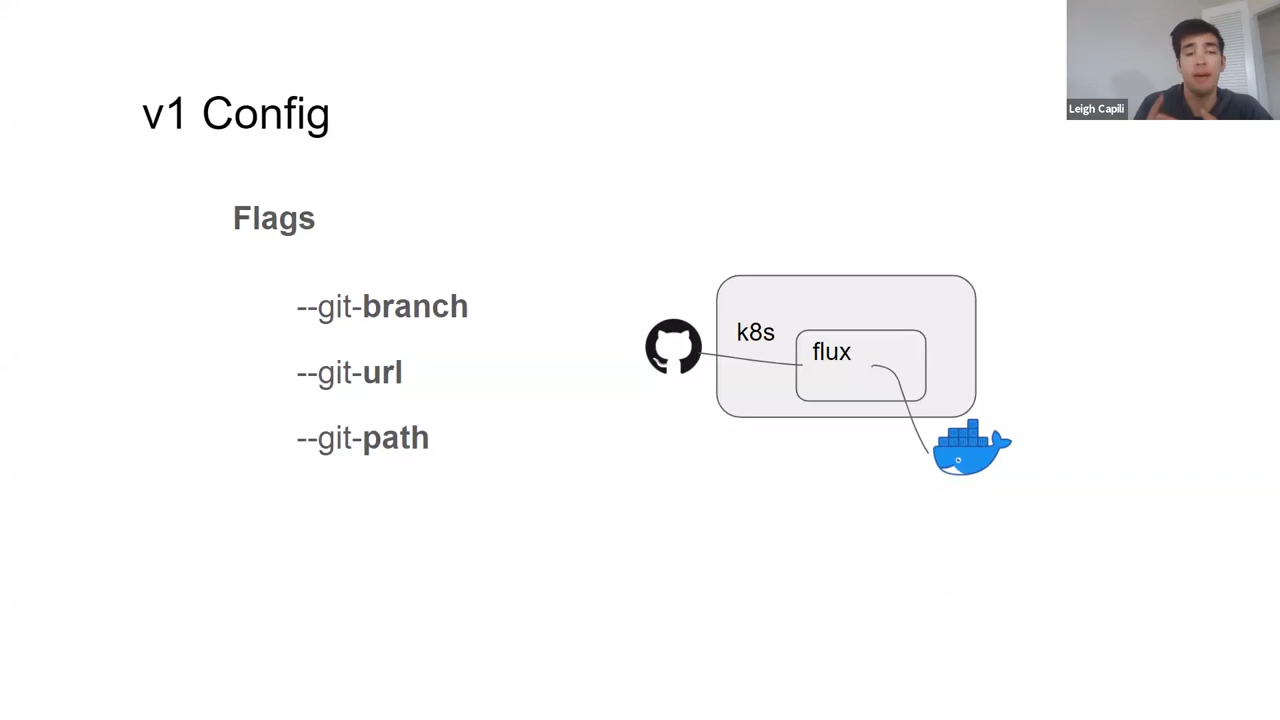 v1 Config
Leigh Capili
Flags
--git-branch
--git-url
--git-path
k8s
flux